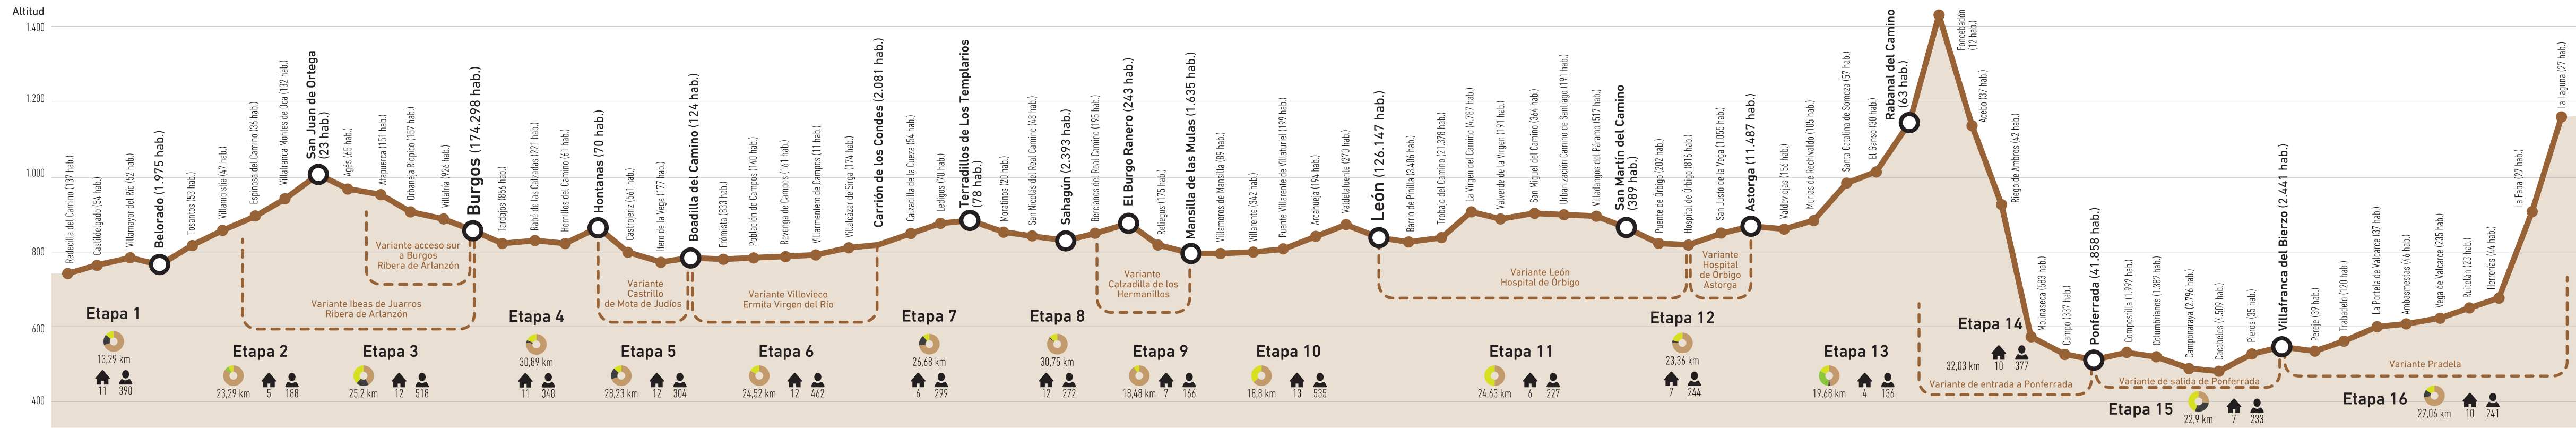 Altitud
1.400
1.200
1.000
800
600
400
Redecilla del Camino (137 hab.)
Castildelgado (54 hab.)
Villamayor del Río (52 hab.)
Belorado (1.975 hab.)
Tosantos (53 hab.)
Villambistia (47 hab.)
Espinosa del Camino (36 hab.)
Villafranca Montes de Oca (132 hab.)
San Juan de Ortega
(23 hab.)
Agés (65 hab.)
Atapuerca (151 hab.)
Orbaneja Riopico (157 hab.)
Villafría (926 hab.)
Burgos (174.298 hab.)
Tardajos (856 hab.)
Rabé de las Calzadas (221 hab.)
Hornillos del Camino (61 hab.)
Hontanas (70 hab.)
Castrojeriz (561 hab.)
Itero de la Vega (177 hab.)
Boadilla del Camino (124 hab.)
Frómista (833 hab.)
Población de Campos (140 hab.)
Revenga de Campos (161 hab.)
Villarmentero de Campos (11 hab.)
Villalcázar de Sirga (174 hab.)
Carrión de los Condes (2.081 hab.)
Calzadilla de la Cueza (54 hab.)
Ledigos (70 hab.)
Terradillos de Los Templarios
(78 hab.)
Moratinos (20 hab.)
San Nicolás del Real Camino (48 hab.)
Sahagún (2.393 hab.)
Bercianos del Real Camino (195 hab.)
El Burgo Ranero (243 hab.)
Reliegos (175 hab.)
Mansilla de las Mulas (1.635 hab.)
Villamoros de Mansilla (89 hab.)
Villarente (342 hab.)
Puente Villarente de Villaturiel (199 hab.)
Arcahueja (194 hab.)
Valdelafuente (270 hab.)
León (126.147 hab.)
Barrio de Pinilla (3.406 hab.)
Trobajo del Camino (21.378 hab.)
La Virgen del Camino (4.787 hab.)
Valverde de la Virgen (191 hab.)
San Miguel del Camino (364 hab.)
Urbanización Camino de Santiago (191 hab.)
Villadangos del Páramo (517 hab.)
San Martín del Camino
(389 hab.)
Puente de Órbigo (202 hab.)
Hospital de Órbigo (816 hab.)
San Justo de la Vega (1.055 hab.)
Astorga (11.487 hab.)
Valdeviejas (156 hab.)
Murias de Rechivaldo (105 hab.)
Santa Catalina de Somoza (57 hab.)
El Ganso (30 hab.)
Rabanal del Camino
(63 hab.)
Foncebadón
(12 hab.)
Acebo (37 hab.)
Riego de Ambros (42 hab.)
Molinaseca (583 hab.)
Campo (337 hab.)
Ponferrada (41.858 hab.)
Compostilla (1.992 hab.)
Columbrianos (1.382 hab.)
Camponaraya (2.796 hab.)
Cacabelos (4.509 hab.)
Pieros (35 hab.)
Villafranca del Bierzo (2.441 hab.)
Pereje (39 hab.)
Trabadelo (120 hab.)
La Portela de Valcarce (37 hab.)
Ambasmestas (46 hab.)
Vega de Valcarce (235 hab.)
Ruitelán (23 hab.)
Herrerías (44 hab.)
La Faba (27 hab.)
La Laguna (27 hab.)
Variante acceso sur
a Burgos
Ribera de Arlanzón
Variante Ibeas de Juarros
Ribera de Arlanzón
Variante
Castrillo
de Mota de Judíos
Variante Villovieco
Ermita Virgen del Río
Variante
Calzadilla de los
Hermanillos
Variante León
Hospital de Órbigo
Variante
Hospital
de Órbigo
Astorga
Variante de entrada a Ponferrada
Variante de salida de Ponferrada
Variante Pradela
Etapa 1
13,29 km
11 390
Etapa 2
23,29 km 5 188
Etapa 3
25,2 km 12 518
Etapa 4
30,89 km
11 348
Etapa 5
28,23 km 12 304
Etapa 6
24,52 km 12 462
Etapa 7
26,68 km
6 299
Etapa 8
30,75 km
12 272
Etapa 9
18,48 km 7 166
Etapa 10
18,8 km 13 535
Etapa 11
24,63 km 6 227
Etapa 12
23,36 km
7 244
Etapa 13
19,68 km 4 136
Etapa 14
32,03 km 10 377
Etapa 15
22,9 km 7 233
Etapa 16
27,06 km 10 241